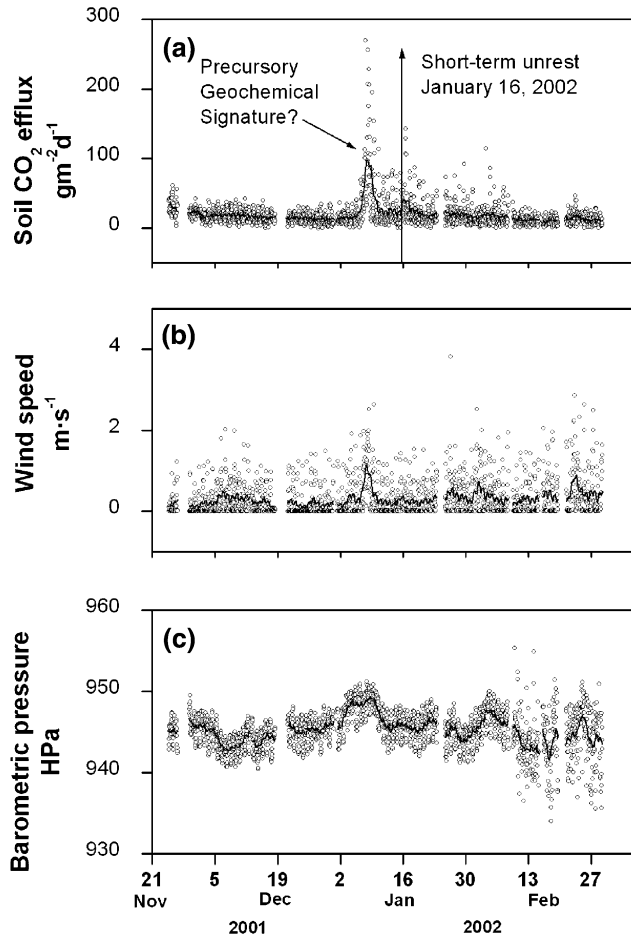 300
(a)
Precursory
Geochemical
Signature?
Short-term unrest
January 16, 2002
200
100
0
Soil CO2 efflux
gm-2d-1
(b)
4
2
0
Wind speed
m·s-1
960
(c)
950
940
930
Barometric pressure
HPa
21 5 19 2 16 30 13 27
Nov Dec Jan Feb
2001 2002